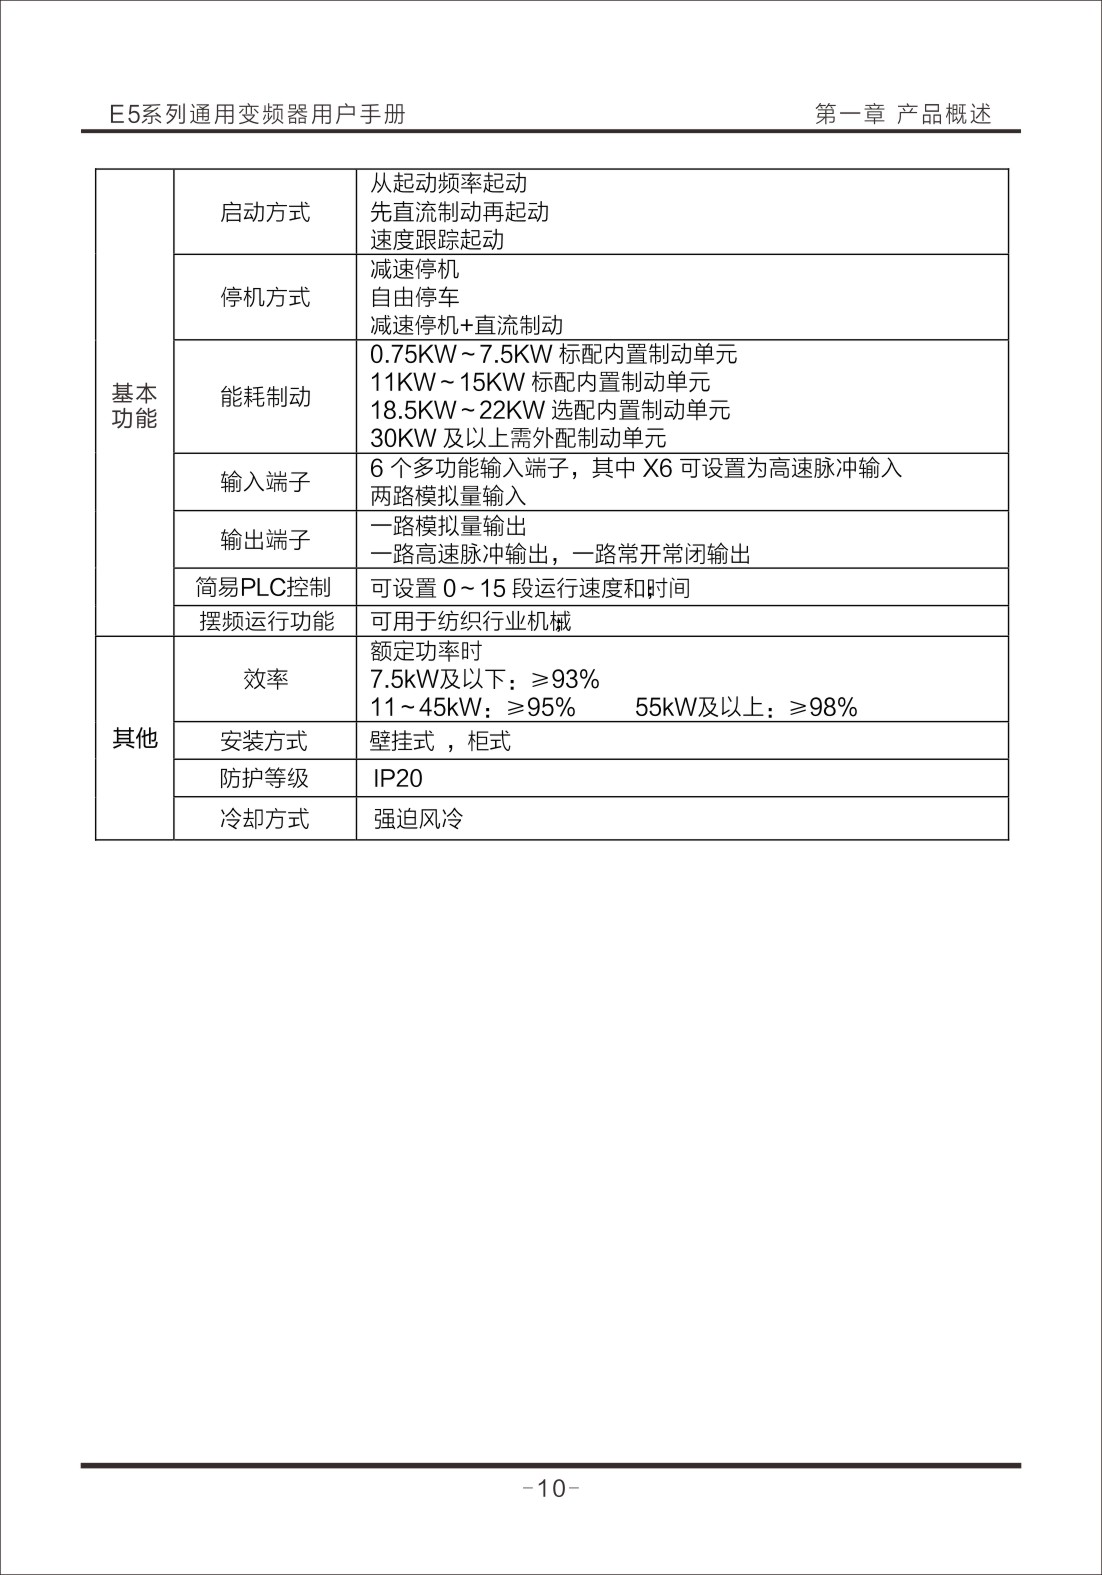 E5系列通用变频器用户手册 第一章 产品概述
基本
功能
启动方式
从起动频率起动
先直流制动再起动
速度跟踪起动
停机方式
减速停机
自由停车
减速停机+直流制动
能耗制动
0.75KW~7.5KW 标配内置制动单元
11KW~15KW 标配内置制动单元
18.5KW~22KW 选配内置制动单元
30KW 及以上需外配制动单元
输入端子
6 个多功能输入端子，其中 X6 可设置为高速脉冲输入
两路模拟量输入
输出端子
一路模拟量输出
一路高速脉冲输出，一路常开常闭输出
简易PLC控制
可设置 0~15 段运行速度和时间
摆频运行功能
可用于纺织行业机械
其他
效率
额定功率时
7.5kW及以下：≥93%
11~45kW：≥95% 55kW及以上：≥98%
安装方式
壁挂式 ，柜式
防护等级
IP20
冷却方式
强迫风冷
-10-